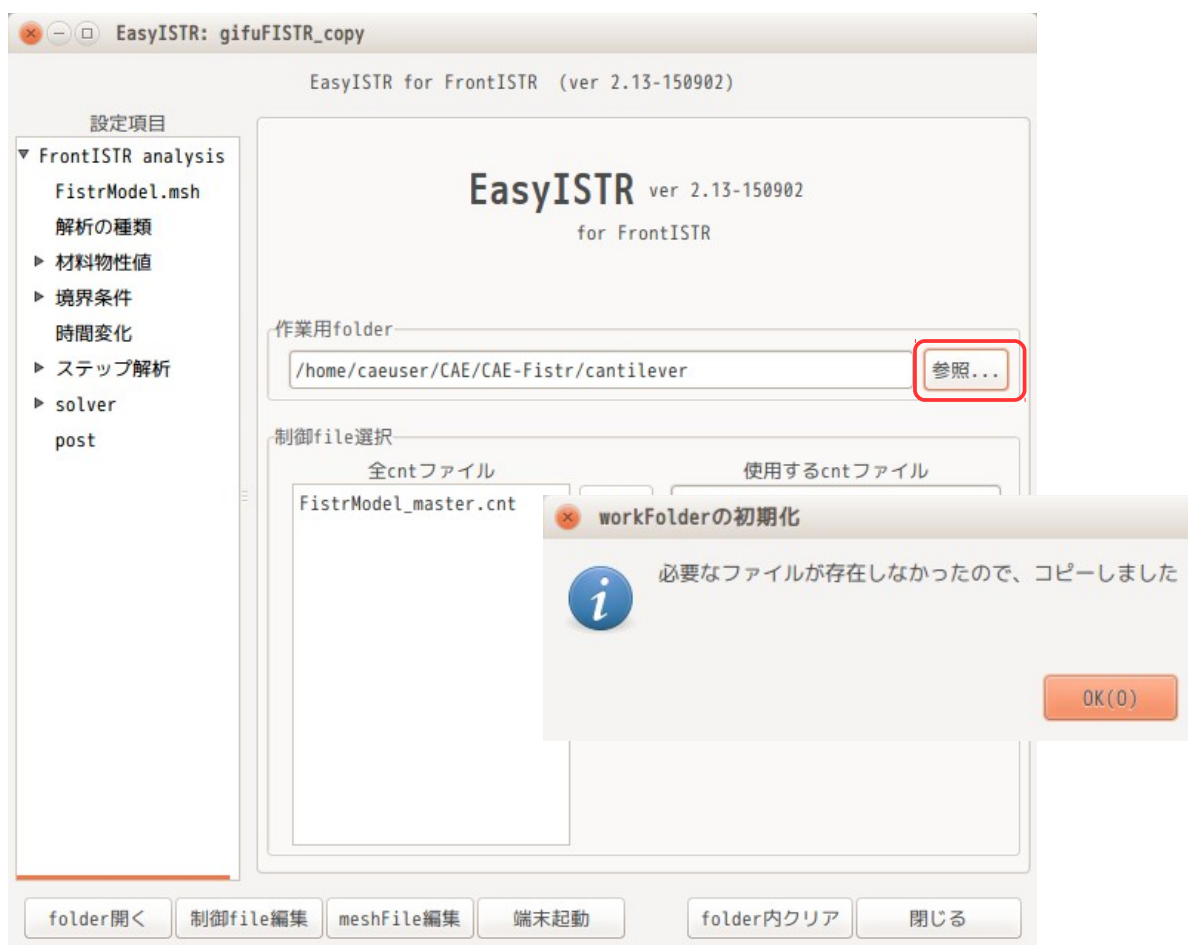 EasyISTR: gifuFISTR_copy
EasyISTR for FrontISTR (ver 2.13-150902)
設定項目
FrontISTR analysis
FistrModel.msh
解析の種類
材料物性値
境界条件
時間変化
ステップ解析
solver
post
EasyISTR ver 2.13-150902
for FrontISTR
作業用folder
/home/caeuser/CAE/CAE-Fistr/cantilever 参照...
制御file選択
全cntファイル 使用するcntファイル
FistrModel_master.cnt
workFolderの初期化
必要なファイルが存在しなかったので、コピーしました
OK(O)
folder開く 制御file編集 meshFile編集 端末起動 folder内クリア 閉じる